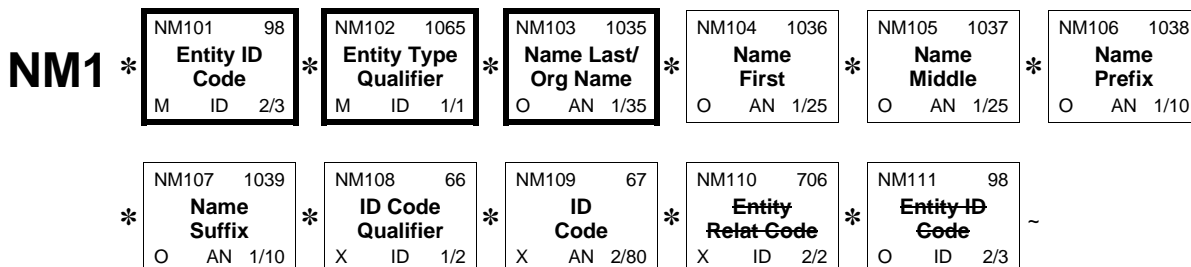 NM101 98 NM102 1065 NM103 1035 NM104 1036 NM105 1037 NM106 1038
NM1 * Entity ID Code * Entity Type Qualifier * Name Last/ Org Name * Name First * Name Middle * Name Prefix
M ID 2/3 M ID 1/1 O AN 1/35 O AN 1/25 O AN 1/25 O AN 1/10
NM107 1039 NM108 66 NM109 67 NM110 706 NM111 98
* Name Suffix * ID Code Qualifier * ID Code * Entity Relat Code * Entity ID Code ~
O AN 1/10 X ID 1/2 X AN 2/80 X ID 2/2 O ID 2/3